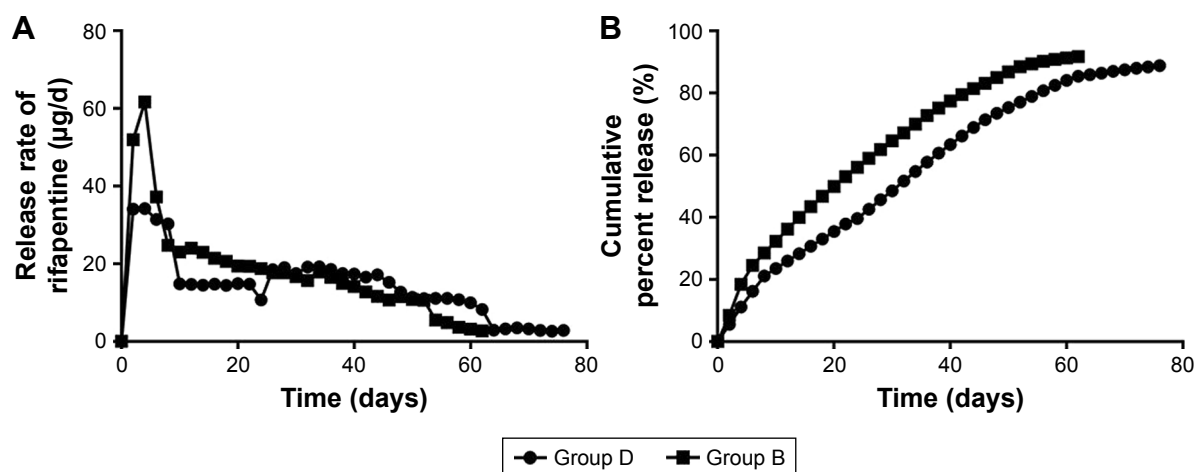 A
Release rate of
rifapentine (µg/d)
80
60
40
20
0
0 20 40 60 80
Time (days)
B
Cumulative
percent release (%)
100
80
60
40
20
0
0 20 40 60 80
Time (days)
Group D Group B